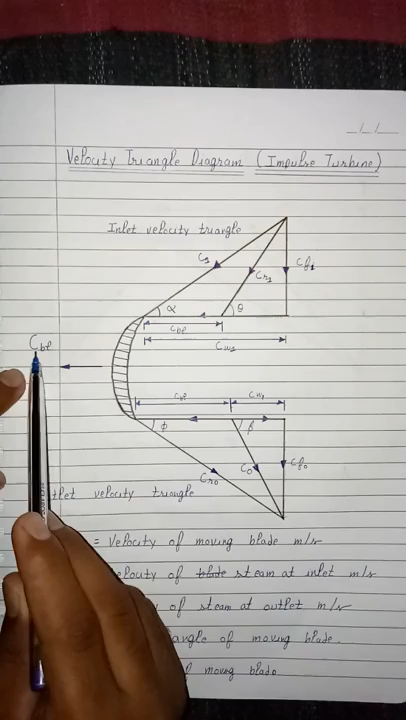 _/_/_
Velocity Triangle Diagram (Impulse Turbine)
Inlet velocity triangle
C1
Cr1
Cf1
α
θ
Cbl
Cw1
Cbl
Cbl
Cw0
ϕ
β
Cr0
C0
Cf0
tlet velocity triangle
= Velocity of moving blade m/s
elocity of blade steam at inlet m/s
of steam at outlet m/s
angle of moving blade.
of moving blade